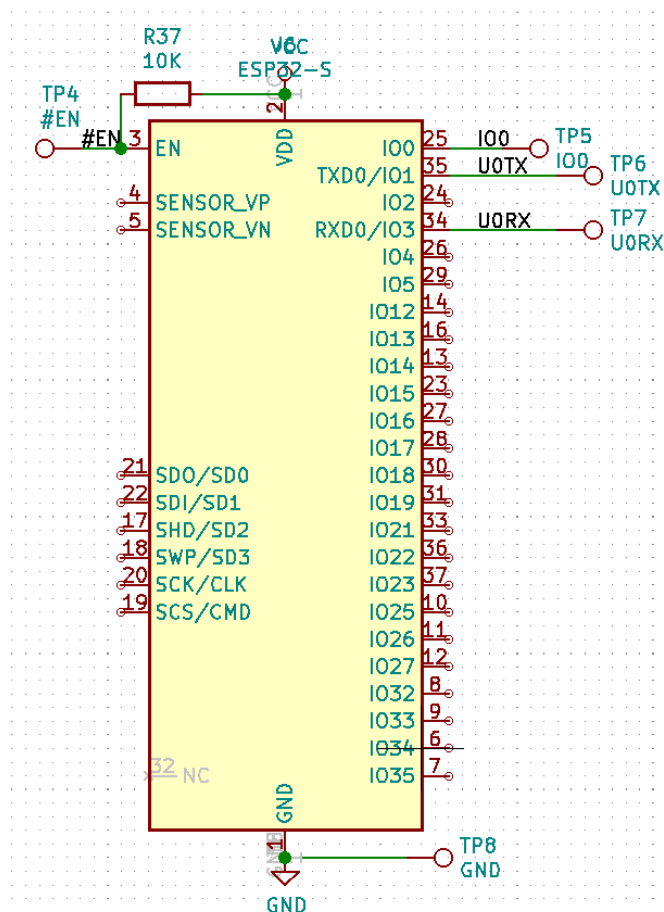 R37
10K
ESP32-S
TP4
#EN
#EN
3
EN
2
VDD
4
SENSOR_VP
5
SENSOR_VN
21
SDO/SD0
22
SDI/SD1
17
SHD/SD2
18
SWP/SD3
20
SCK/CLK
19
SCS/CMD
32
NC
IO0
25
IO0
TP5
IO0
TXD0/IO1
35
U0TX
TP6
U0TX
IO2
24
RXD0/IO3
34
U0RX
TP7
U0RX
IO4
26
IO5
29
IO12
14
IO13
16
IO14
13
IO15
23
IO16
27
IO17
28
IO18
30
IO19
31
IO21
33
IO22
36
IO23
37
IO25
10
IO26
11
IO27
12
IO32
8
IO33
9
IO34
6
IO35
7
GND
1
TP8
GND
GND